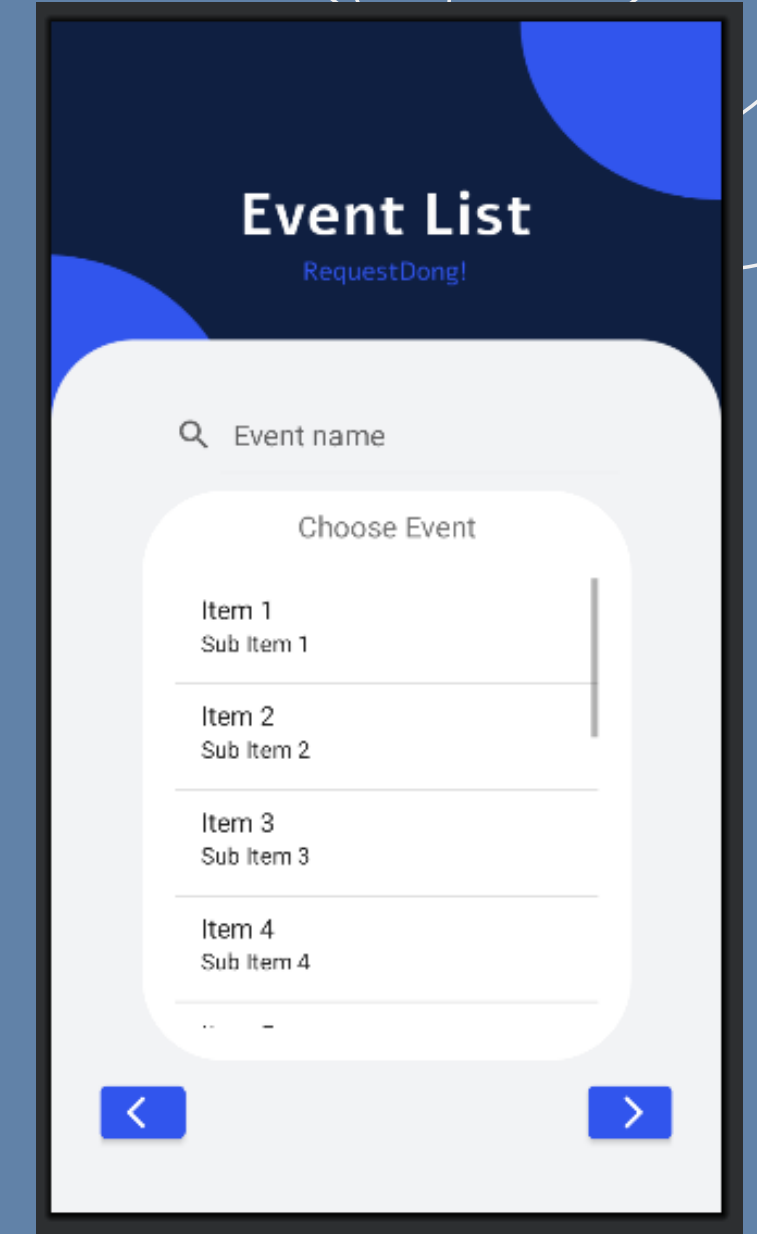 Event List
RequestDong!
Event name
Choose Event
Item 1
Sub Item 1
Item 2
Sub Item 2
Item 3
Sub Item 3
Item 4
Sub Item 4